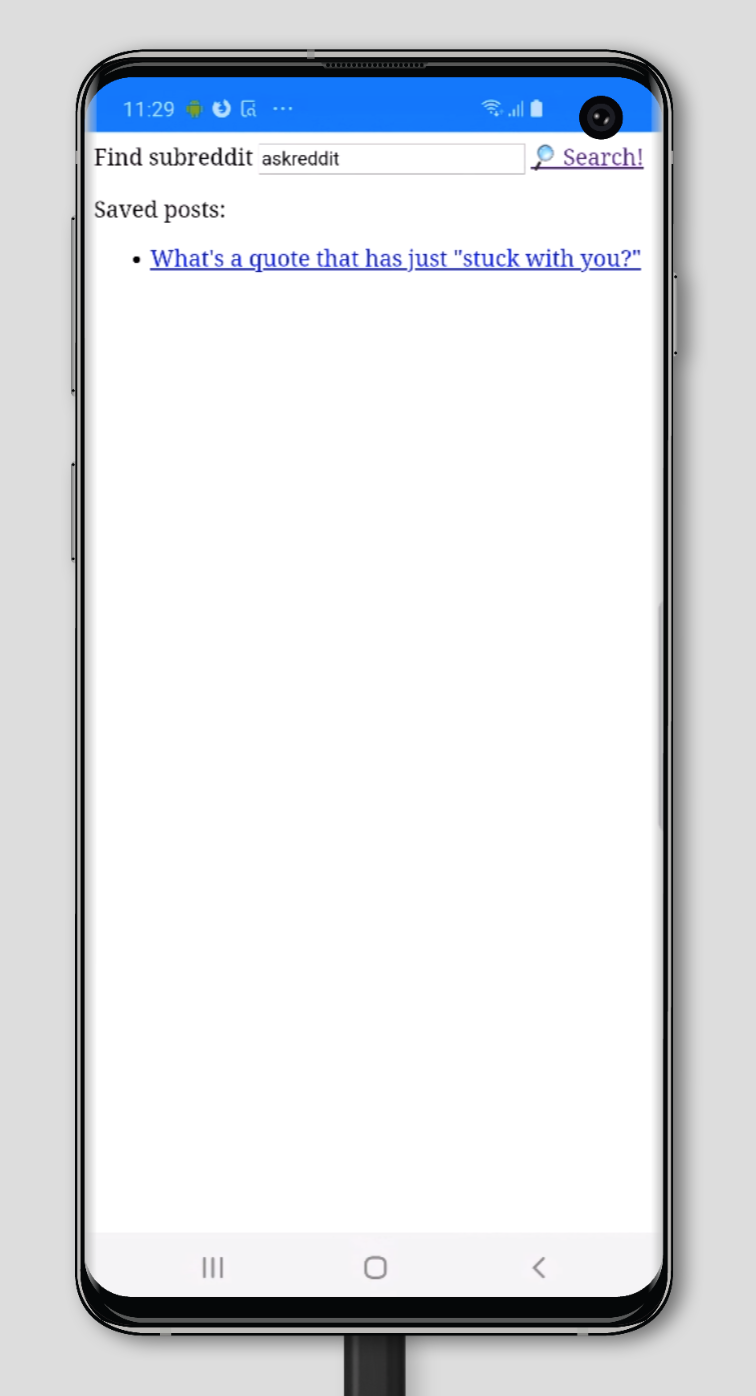 11:29
Find subreddit askreddit 🔎 Search!
Saved posts:
• What's a quote that has just "stuck with you?"